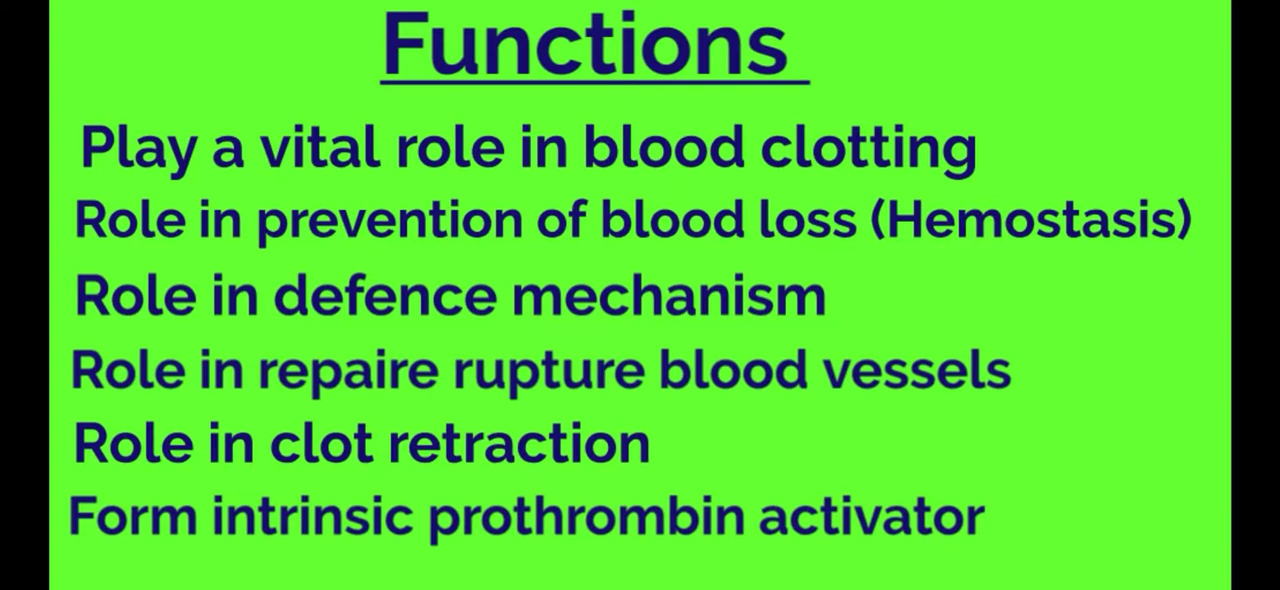 Functions
Play a vital role in blood clotting
Role in prevention of blood loss (Hemostasis)
Role in defence mechanism
Role in repaire rupture blood vessels
Role in clot retraction
Form intrinsic prothrombin activator